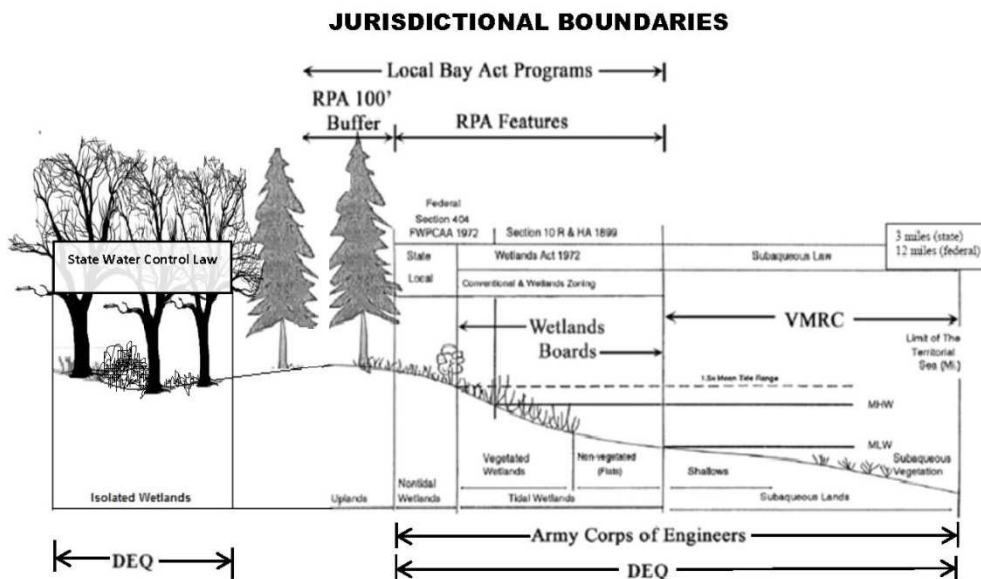 JURISDICTIONAL BOUNDARIES
Local Bay Act Programs
RPA 100'
Buffer
RPA Features
Federal
Section 404
FWPCAA 1972
Section 10 R & HA 1899
3 miles (state)
12 miles (federal)
State Water Control Law
State
Wetlands Act 1972
Subaqueous Law
Local
Conventional & Wetlands Zoning
Wetlands
Boards
VMRC
Limit of The
Territorial
Sea (Mi.)
1.5x Mean Tide Range
MHW
MLW
Vegetated
Wetlands
Non-vegetated
(Flats)
Shallows
Subaqueous
Vegetation
Isolated Wetlands
Uplands
Nontidal
Wetlands
Tidal Wetlands
Subaqueous Lands
Army Corps of Engineers
DEQ
DEQ